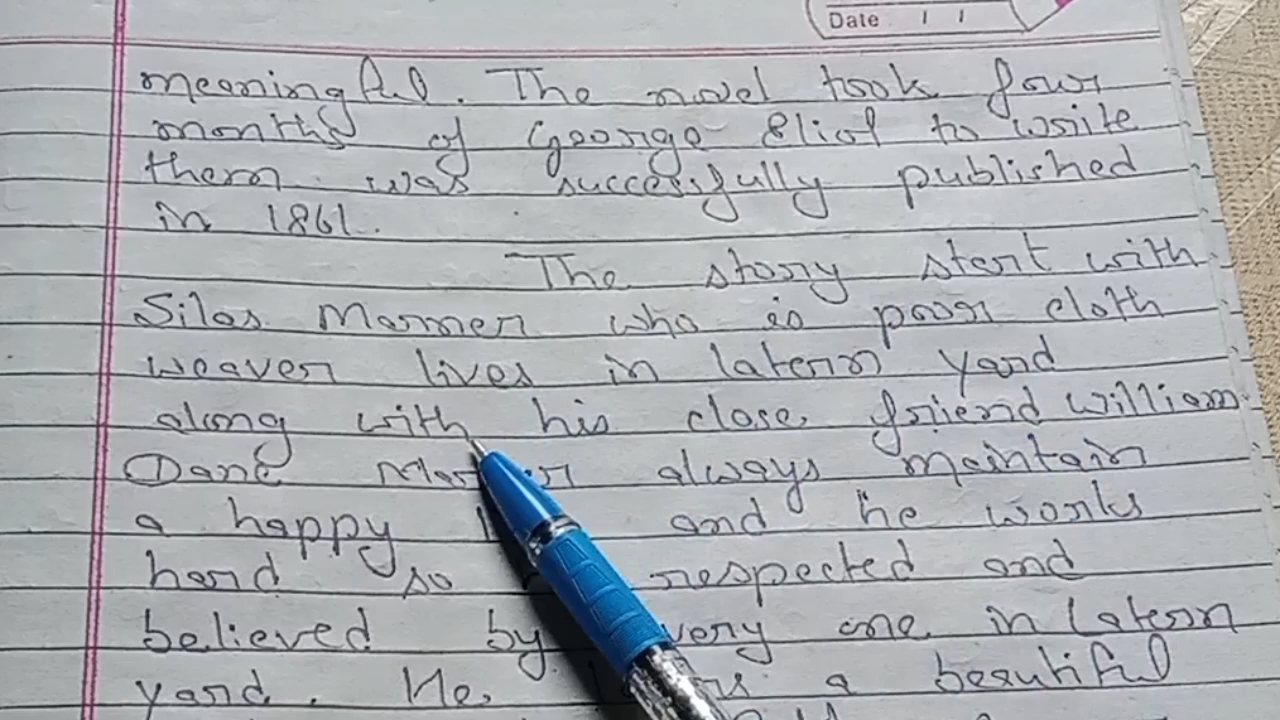 Date / /
meaningful. The novel took four
months of George Eliot to write
them was successfully published
in 1861.
The story start with
Silas Marner who is poor cloth
weaver lives in latern yard
along with his close friend William
Dane always maintain
a happy and he works
hard so respected and
believed by one in latern
yard. He a beautiful